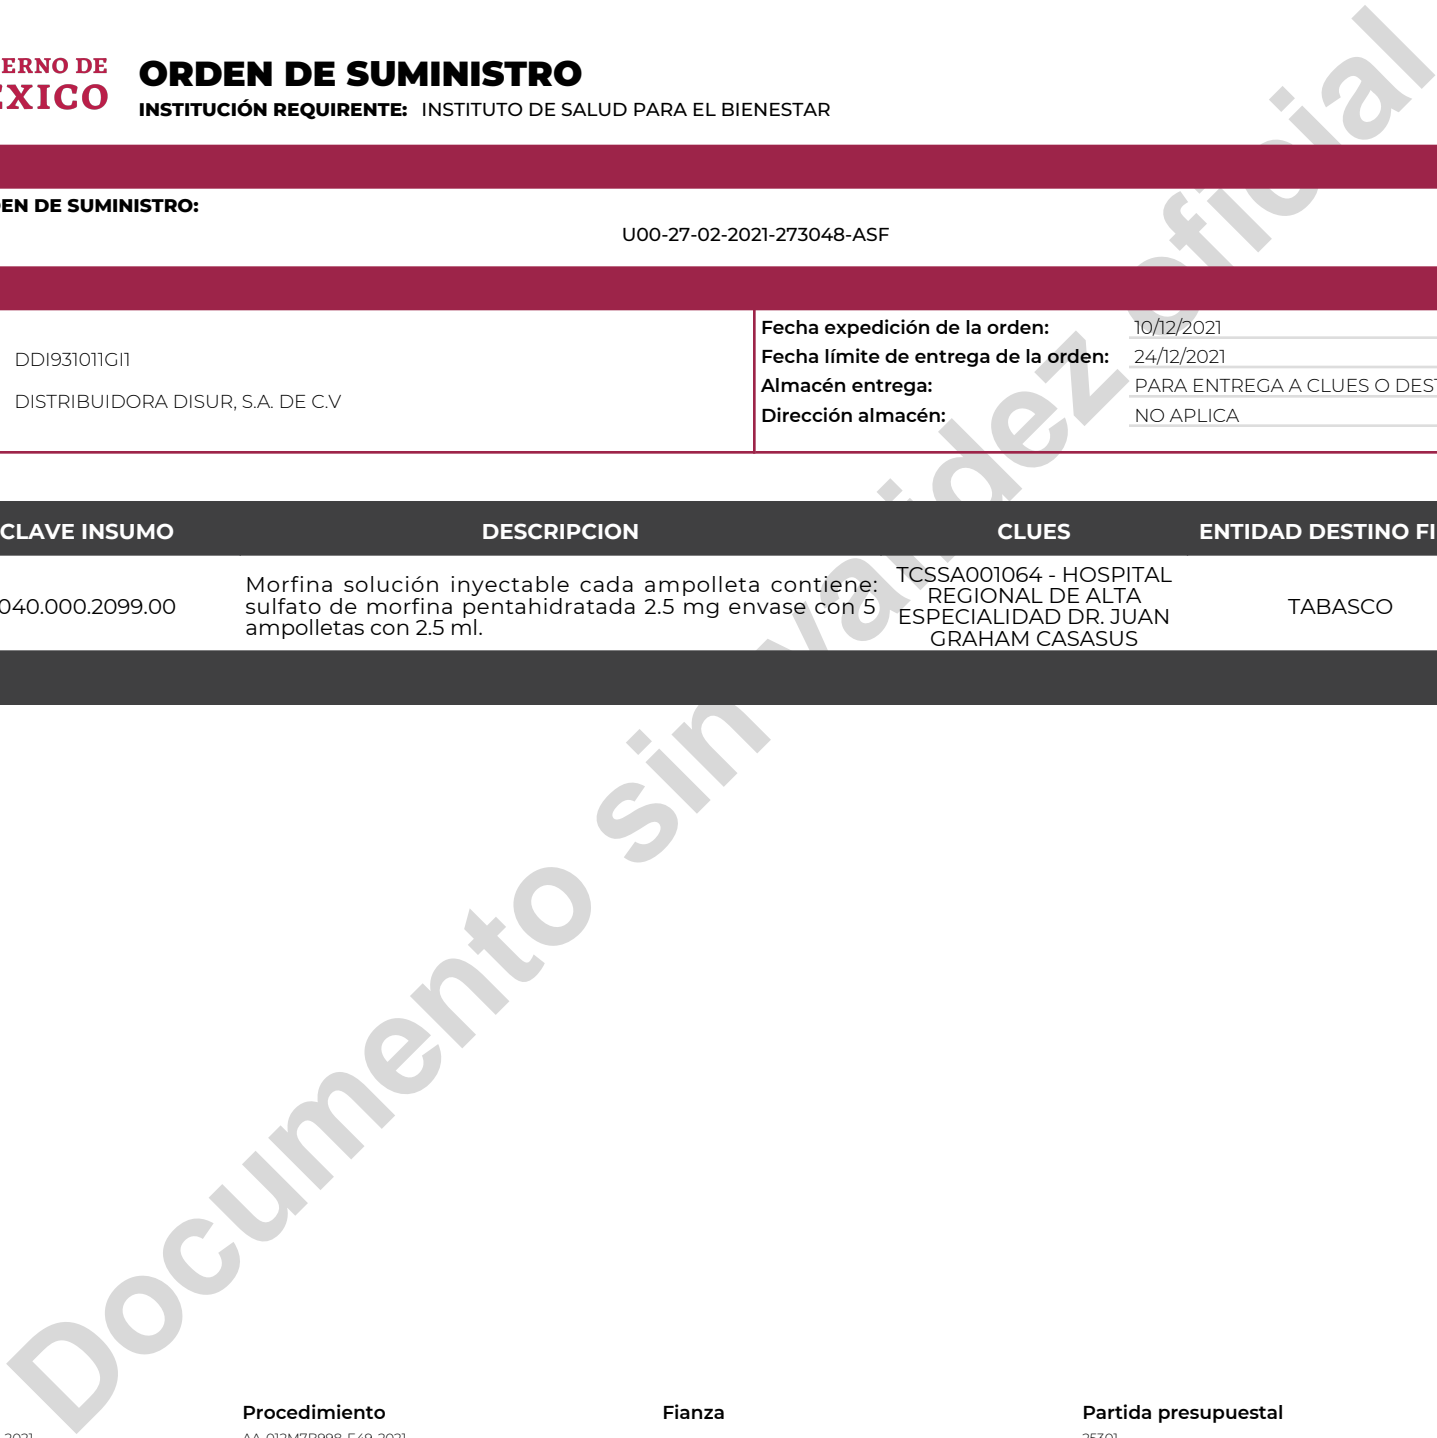 ERNO DE
ÉXICO
ORDEN DE SUMINISTRO
INSTITUCIÓN REQUIRENTE: INSTITUTO DE SALUD PARA EL BIENESTAR
EN DE SUMINISTRO:
U00-27-02-2021-273048-ASF
DDI931011GI1
DISTRIBUIDORA DISUR, S.A. DE C.V
Fecha expedición de la orden: 10/12/2021
Fecha límite de entrega de la orden: 24/12/2021
Almacén entrega: PARA ENTREGA A CLUES O DEST
Dirección almacén: NO APLICA
CLAVE INSUMO DESCRIPCION CLUES ENTIDAD DESTINO FI
040.000.2099.00
Morfina solución inyectable cada ampolleta contiene:
sulfato de morfina pentahidratada 2.5 mg envase con 5
ampolletas con 2.5 ml.
TCSSA001064 - HOSPITAL
REGIONAL DE ALTA
ESPECIALIDAD DR. JUAN
GRAHAM CASASUS
TABASCO
Documento sin validez oficial
Procedimiento Fianza Partida presupuestal